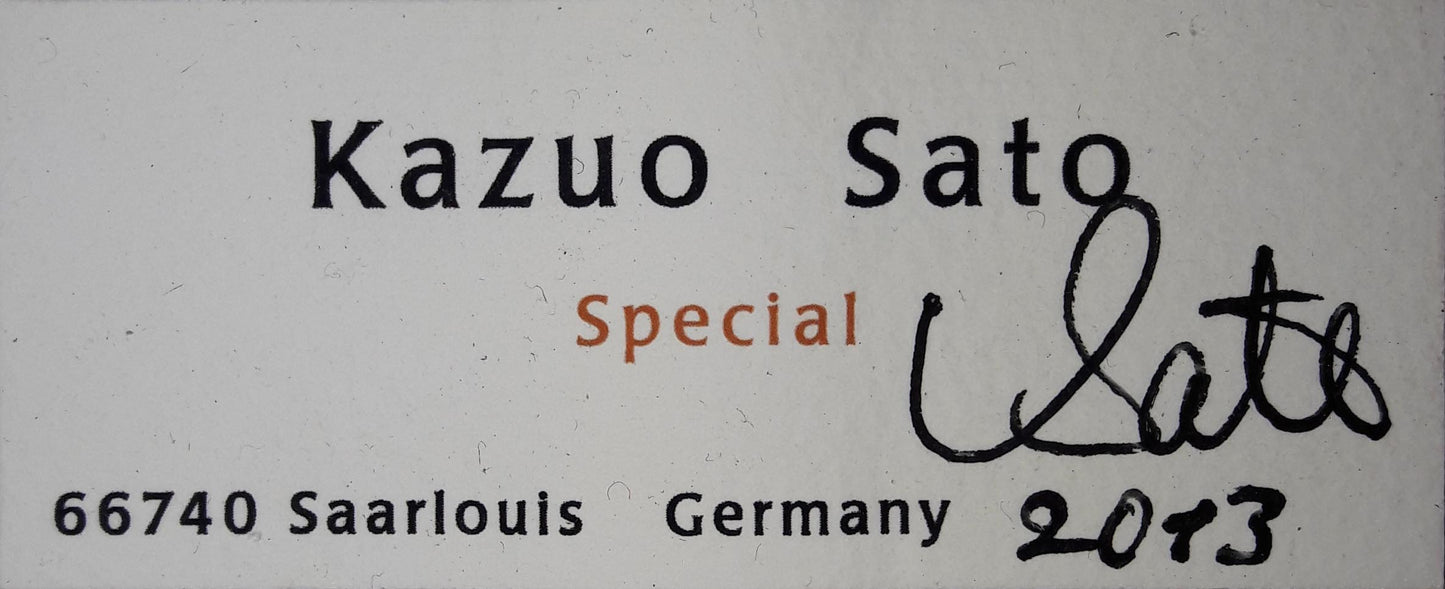 Kazuo Sato
Special
Sato
66740 Saarlouis Germany 2013